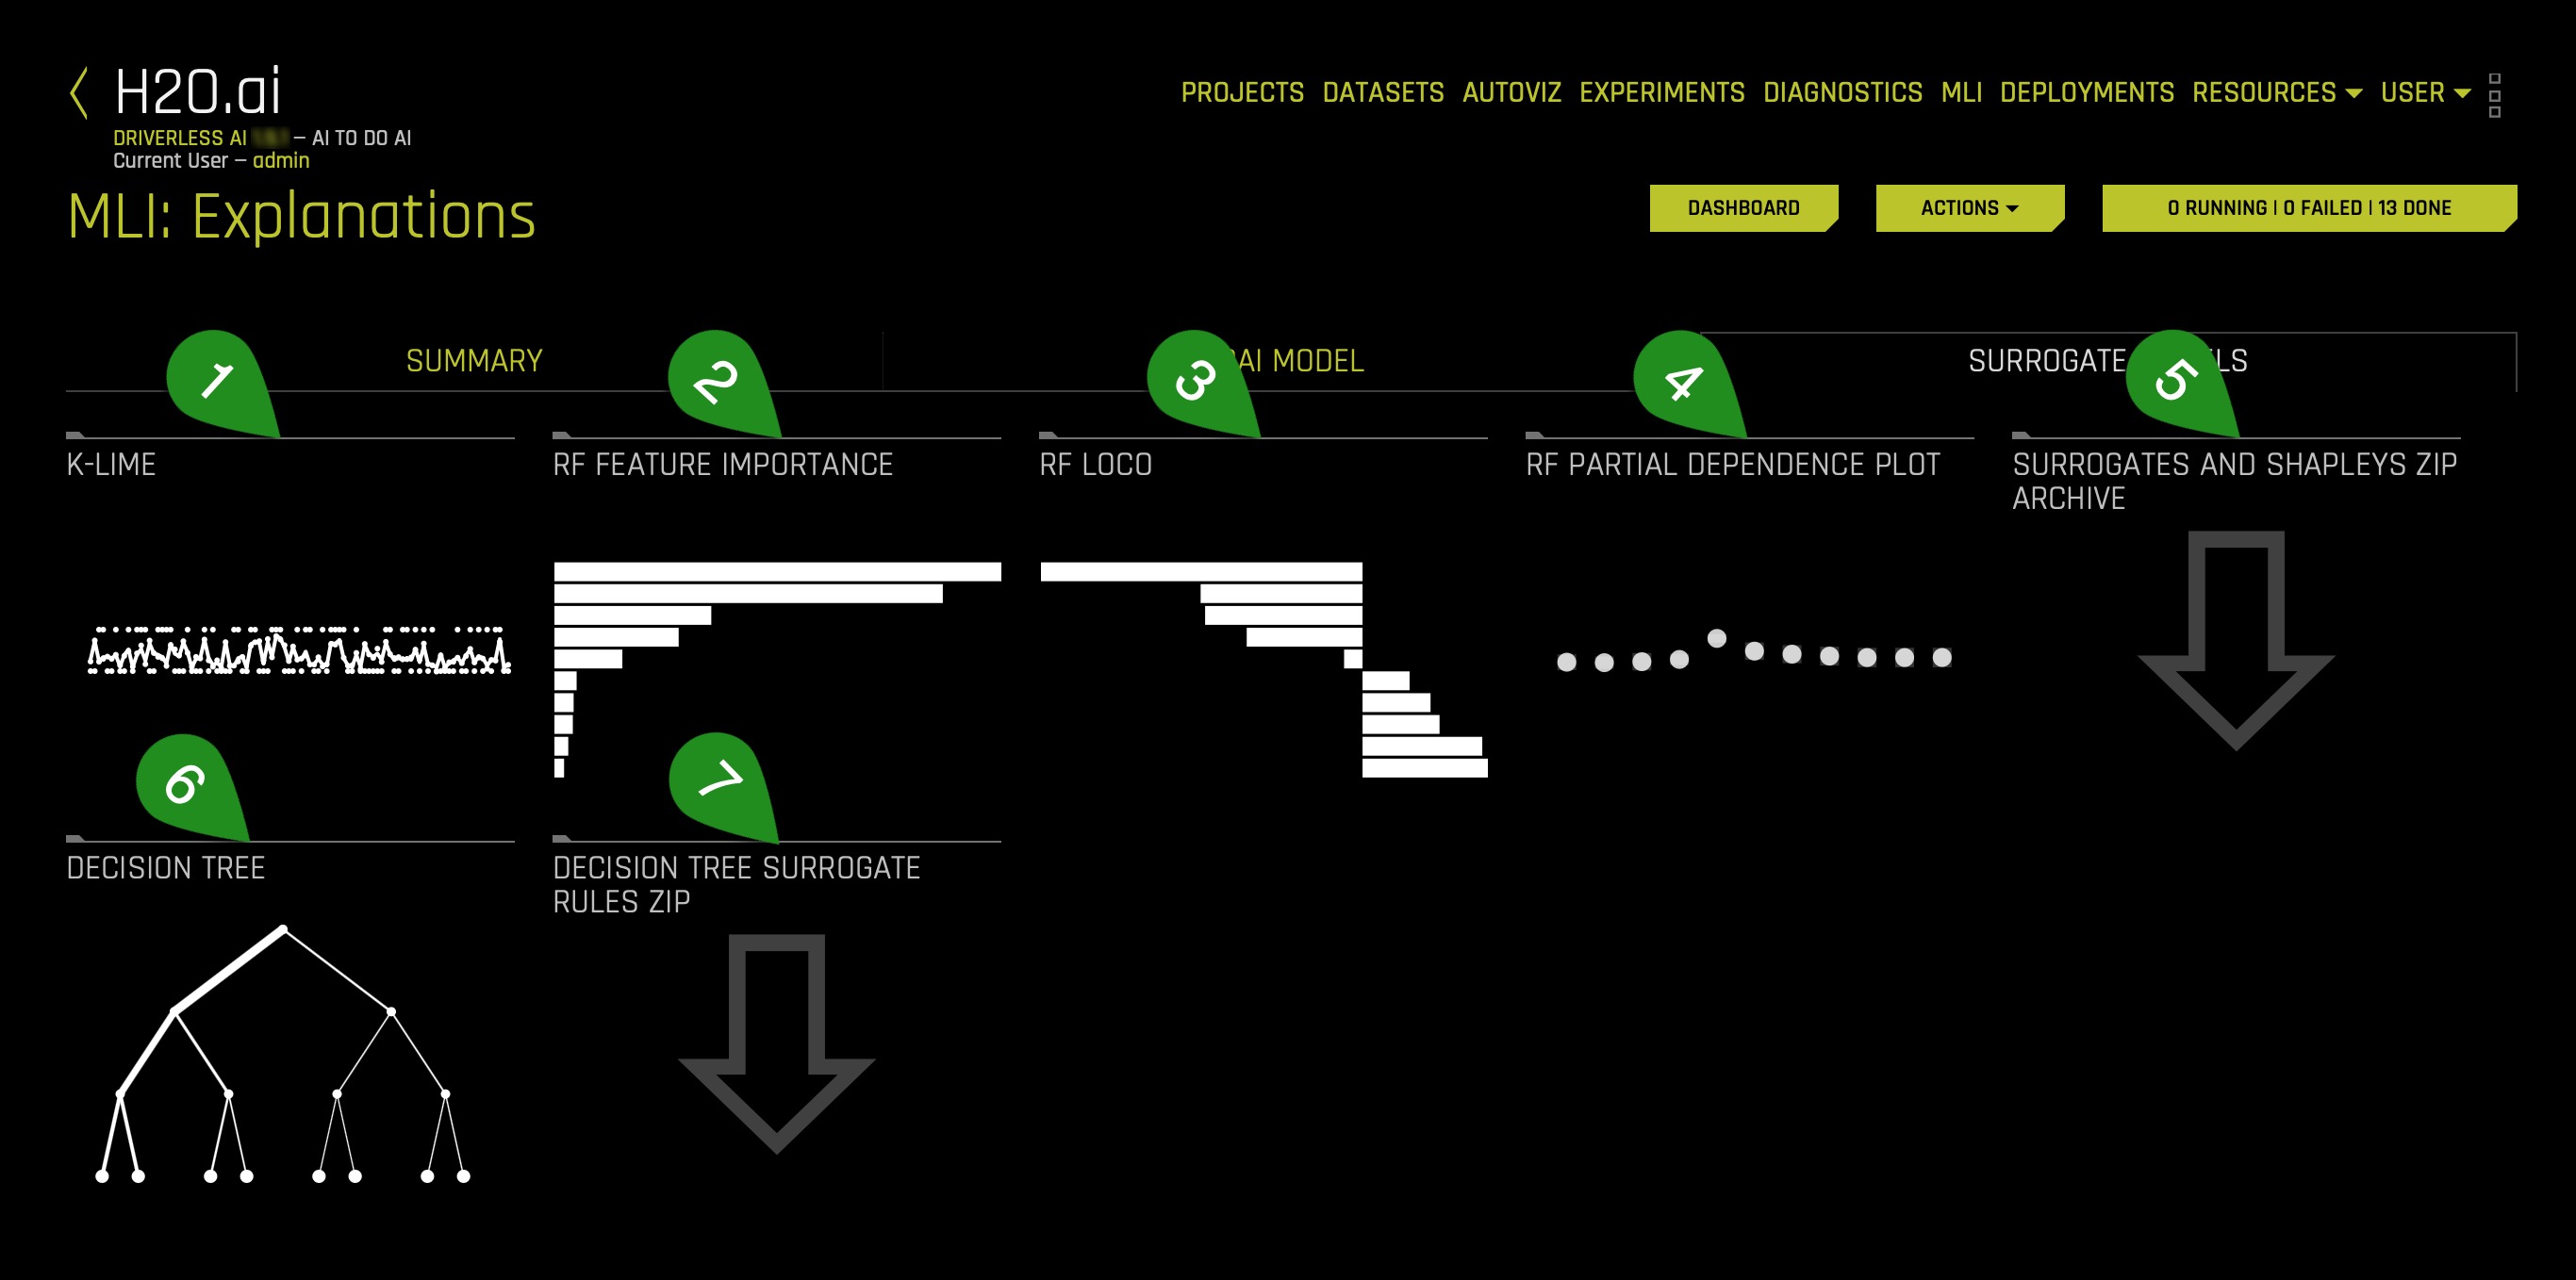 H2O.ai
DRIVERLESS AI — AI TO DO AI
Current User — admin
PROJECTS DATASETS AUTOVIZ EXPERIMENTS DIAGNOSTICS MLI DEPLOYMENTS RESOURCES USER
MLI: Explanations
DASHBOARD
ACTIONS
0 RUNNING | 0 FAILED | 13 DONE
SUMMARY
AI MODEL
SURROGATE LS
1
2
3
4
5
K-LIME
RF FEATURE IMPORTANCE
RF LOCO
RF PARTIAL DEPENDENCE PLOT
SURROGATES AND SHAPLEYS ZIP
ARCHIVE
6
7
DECISION TREE
DECISION TREE SURROGATE
RULES ZIP